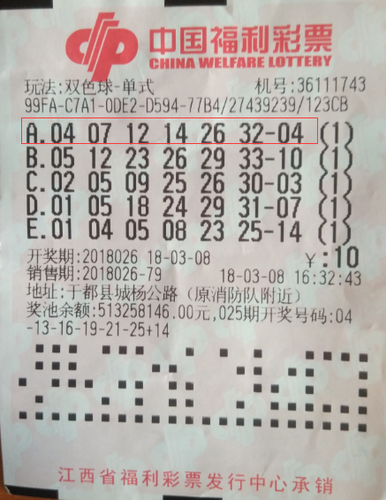 中国福利彩票
CHINA WELFARE LOTTERY
玩法:双色球-单式 机号:36111743
99FA-C7A1-0DE2-D594-77B4/27439239/123CB
A.04 07 12 14 26 32-04 (1)
B.05 12 23 26 29 33-10 (1)
C.02 05 09 25 26 30-03 (1)
D.01 05 18 24 29 31-07 (1)
E.01 04 05 08 23 25-14 (1)
开奖期:2018026 18-03-08 ¥:10
销售期:2018026-79 18-03-08 16:32:43
地址:于都县城杨公路(原消防队附近)
奖池余额:513258146.00元,025期开奖号码:04
-13-16-19-21-25+14
江西省福利彩票发行中心承销